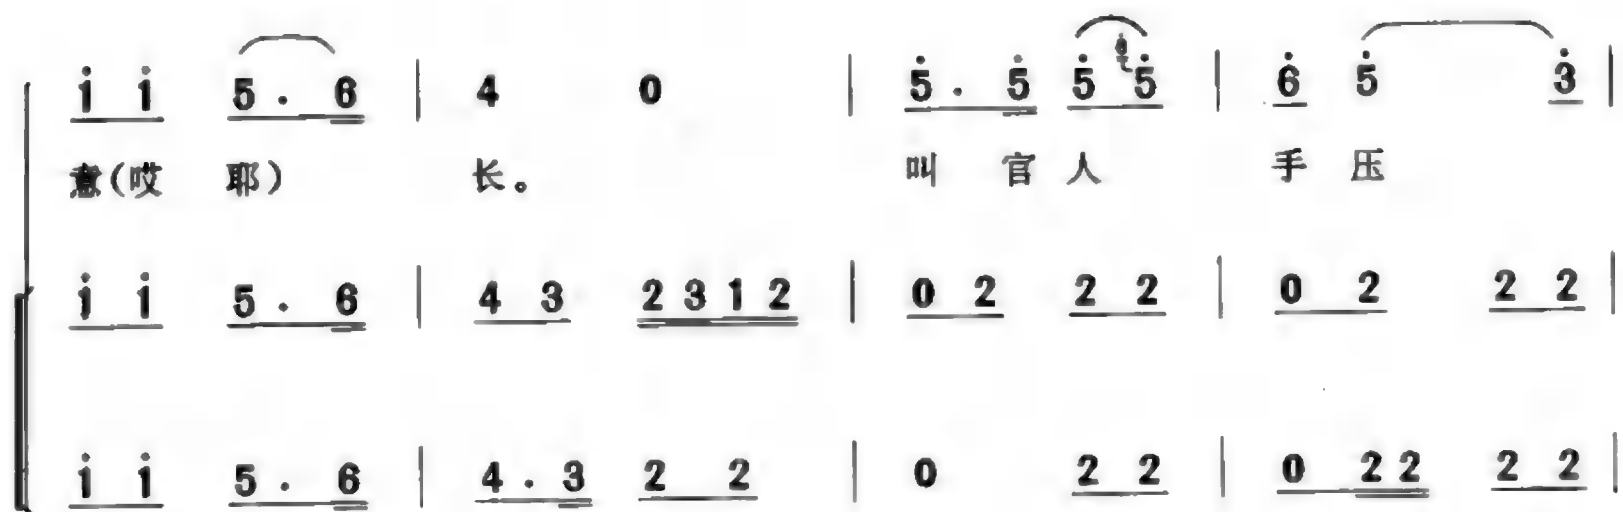 i i 5 . 6 | 4 0 | 5 . 5 5 5 | 6 5 3 |
意(哎 耶) 长。 叫 官 人 手 压
i i 5 . 6 | 4 3 2 3 1 2 | 0 2 2 2 | 0 2 2 2 |
i i 5 . 6 | 4 . 3 2 2 | 0 2 2 | 0 2 2 2 2 |